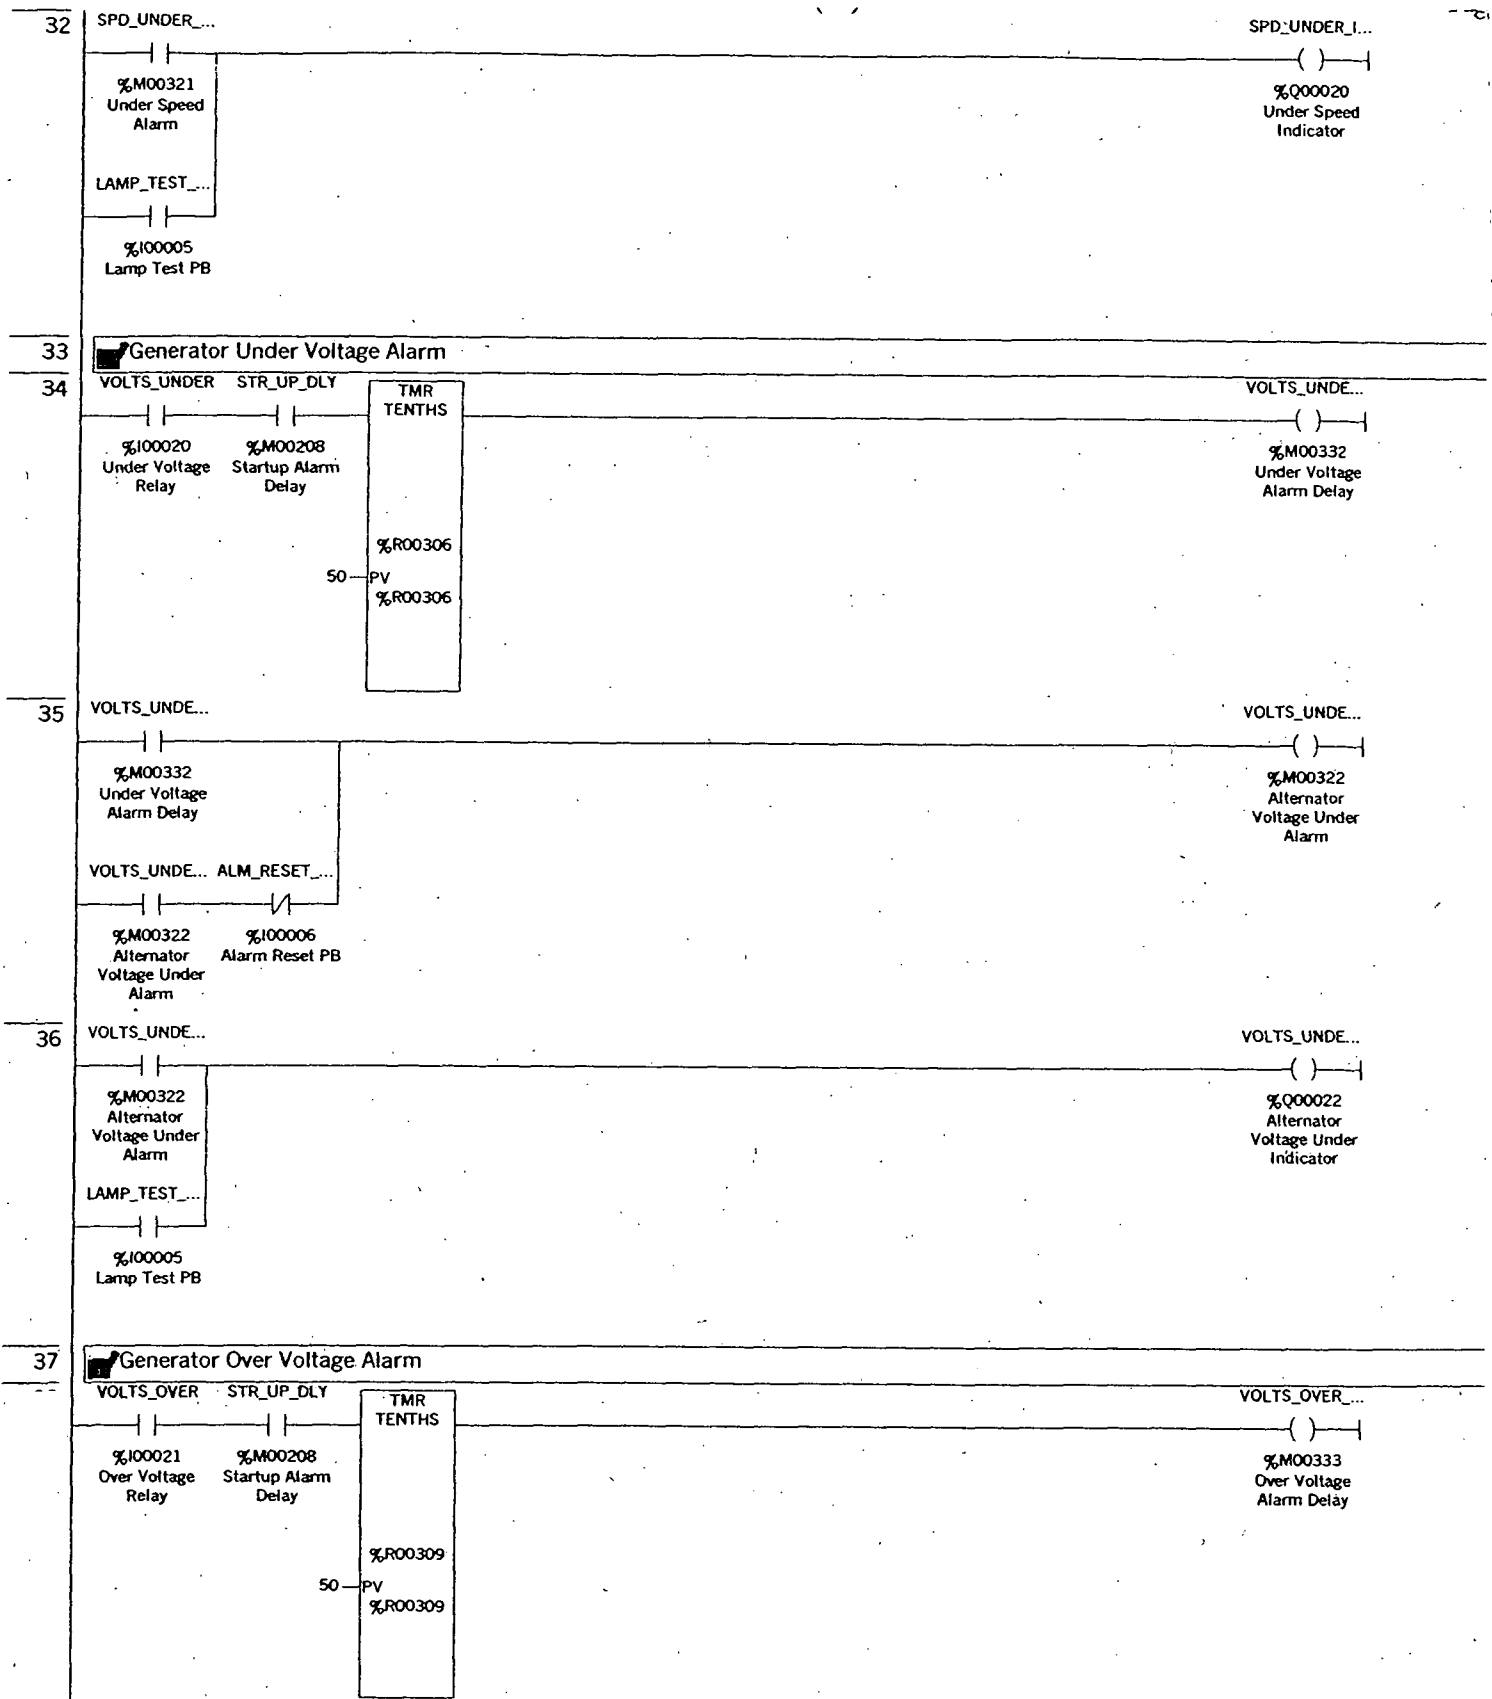 32
SPD_UNDER_...
SPD_UNDER_I...
%M00321
Under Speed
Alarm
%Q00020
Under Speed
Indicator
LAMP_TEST_...
%I00005
Lamp Test PB
33
Generator Under Voltage Alarm
34
VOLTS_UNDER
STR_UP_DLY
TMR
TENTHS
VOLTS_UNDE...
%I00020
Under Voltage
Relay
%M00208
Startup Alarm
Delay
%M00332
Under Voltage
Alarm Delay
%R00306
50
PV
%R00306
35
VOLTS_UNDE...
VOLTS_UNDE...
%M00332
Under Voltage
Alarm Delay
%M00322
Alternator
Voltage Under
Alarm
VOLTS_UNDE...
ALM_RESET_...
%M00322
Alternator
Voltage Under
Alarm
%I00006
Alarm Reset PB
36
VOLTS_UNDE...
VOLTS_UNDE...
%M00322
Alternator
Voltage Under
Alarm
%Q00022
Alternator
Voltage Under
Indicator
LAMP_TEST_...
%I00005
Lamp Test PB
37
Generator Over Voltage Alarm
VOLTS_OVER
STR_UP_DLY
TMR
TENTHS
VOLTS_OVER_...
%I00021
Over Voltage
Relay
%M00208
Startup Alarm
Delay
%M00333
Over Voltage
Alarm Delay
%R00309
50
PV
%R00309